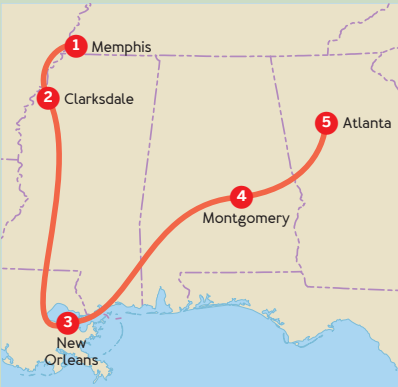 1 Memphis
2 Clarksdale
5 Atlanta
4
Montgomery
3
New
Orleans